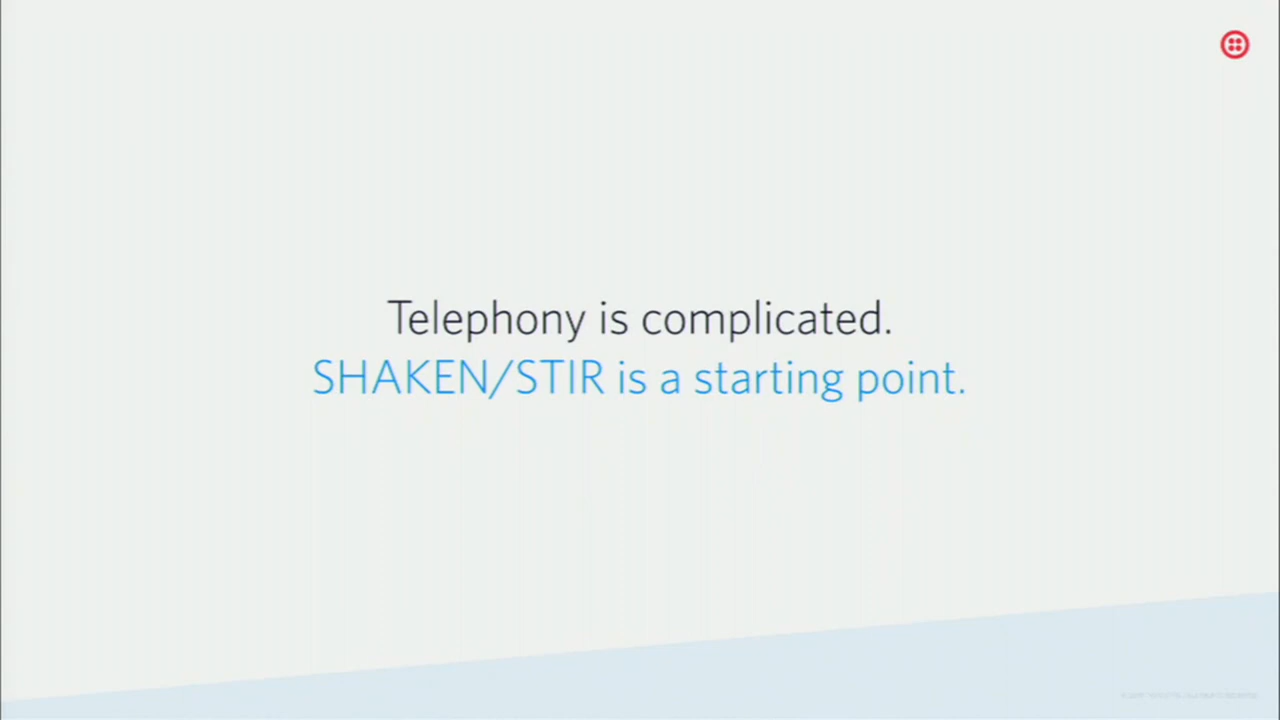 Telephony is complicated.
SHAKEN/STIR is a starting point.